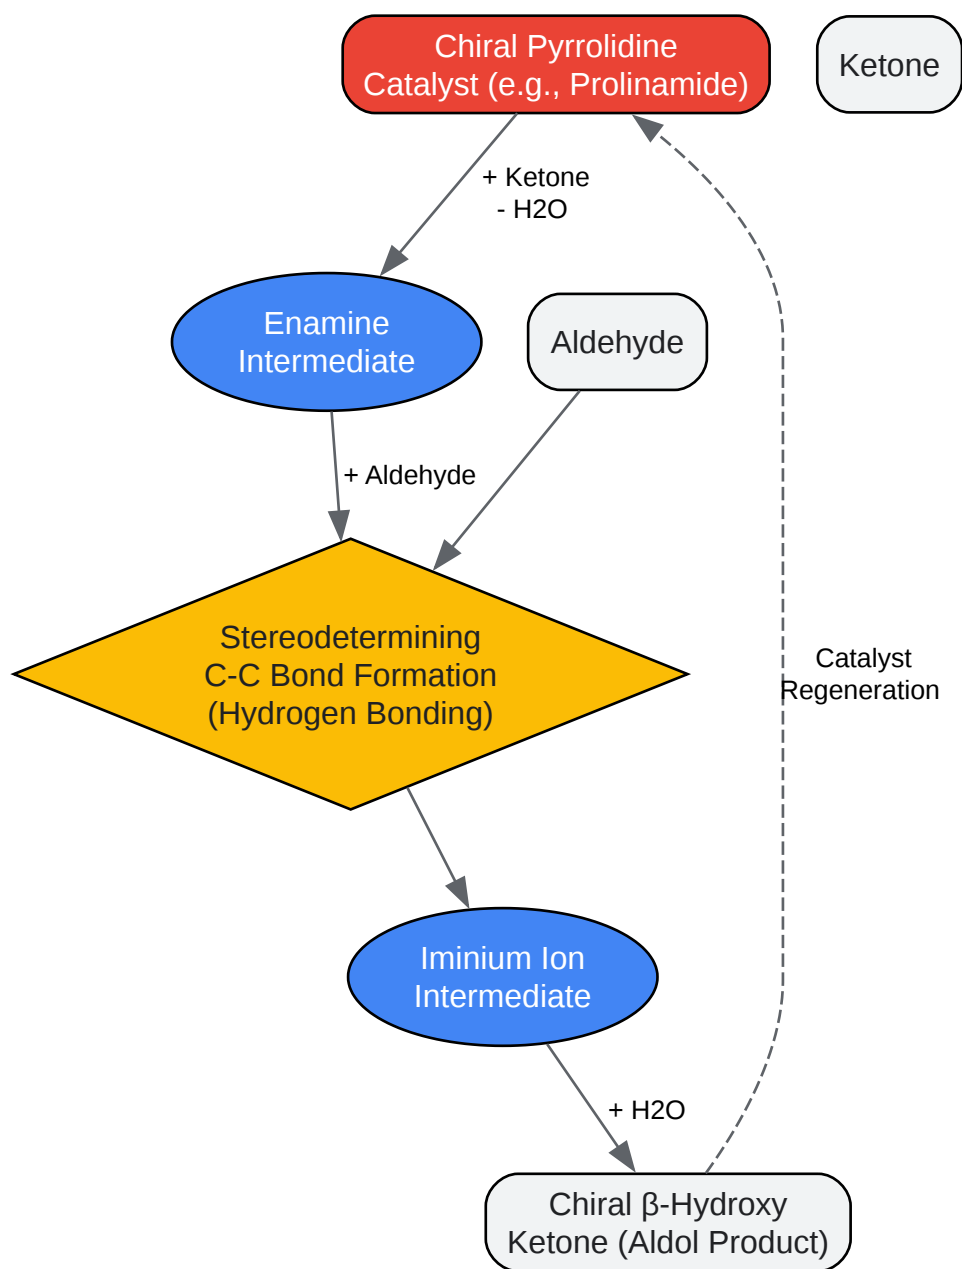 Chiral Pyrrolidine
Catalyst (e.g., Prolinamide)
Ketone
+ Ketone
- H2O
Enamine
Intermediate
Aldehyde
+ Aldehyde
Stereodetermining
C-C Bond Formation
(Hydrogen Bonding)
Catalyst
Regeneration
Iminium Ion
Intermediate
+ H2O
Chiral β-Hydroxy
Ketone (Aldol Product)